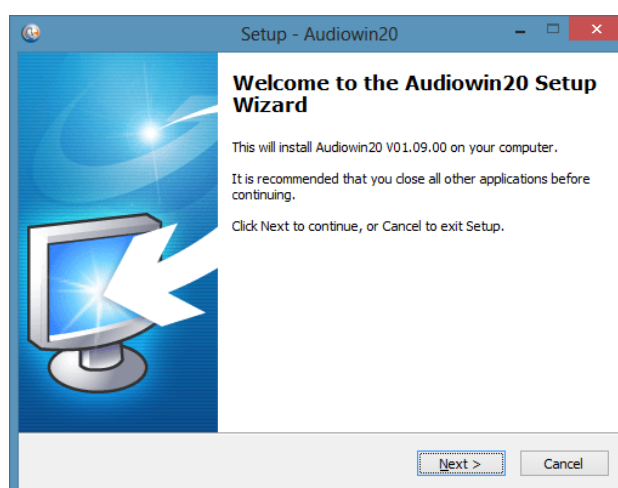 Setup - Audiowin20
Welcome to the Audiowin20 Setup
Wizard
This will install Audiowin20 V01.09.00 on your computer.
It is recommended that you close all other applications before
continuing.
Click Next to continue, or Cancel to exit Setup.
Next >
Cancel